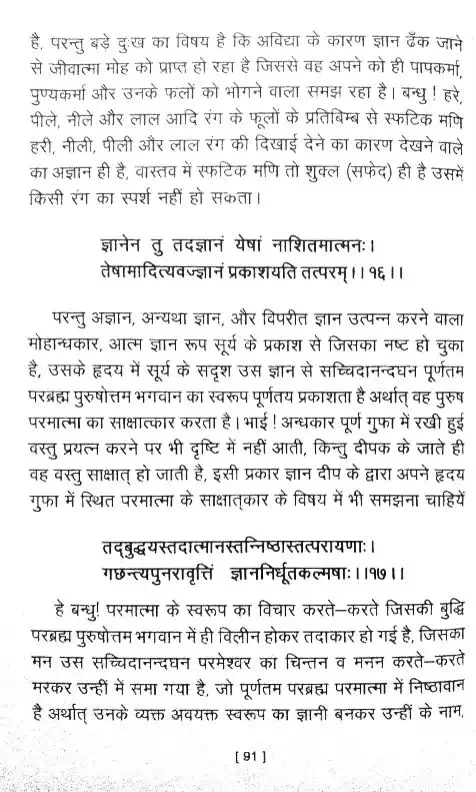 है, परन्तु बड़े दुःख का विषय है कि अविद्या के कारण ज्ञान ढँक जाने
से जीवात्मा मोह को प्राप्त हो रहा है जिससे वह अपने को ही पापकर्मा,
पुण्यकर्मा और उनके फलों को भोगने वाला समझ रहा है। बन्धु ! हरे,
पीले, नीले और लाल आदि रंग के फूलों के प्रतिबिम्ब से स्फटिक मणि
हरी, नीली, पीली और लाल रंग की दिखाई देने का कारण देखने वाले
का अज्ञान ही है, वास्तव में स्फटिक मणि तो शुक्ल (सफेद) ही है उसमें
किसी रंग का स्पर्श नहीं हो सकता।
ज्ञानेन तु तदज्ञानं येषां नाशितमात्मनः।
तेषामादित्यवज्ज्ञानं प्रकाशयति तत्परम्।।१६।।
परन्तु अज्ञान, अन्यथा ज्ञान, और विपरीत ज्ञान उत्पन्न करने वाला
मोहान्धकार, आत्म ज्ञान रूप सूर्य के प्रकाश से जिसका नष्ट हो चुका
है, उसके हृदय में सूर्य के सदृश उस ज्ञान से सच्चिदानन्दघन पूर्णतम
परब्रह्म पुरुषोत्तम भगवान का स्वरूप पूर्णतय प्रकाशता है अर्थात् वह पुरुष
परमात्मा का साक्षात्कार करता है। भाई ! अन्धकार पूर्ण गुफा में रखी हुई
वस्तु प्रयत्न करने पर भी दृष्टि में नहीं आती, किन्तु दीपक के जाते ही
वह वस्तु साक्षात् हो जाती है, इसी प्रकार ज्ञान दीप के द्वारा अपने हृदय
गुफा में स्थित परमात्मा के साक्षात्कार के विषय में भी समझना चाहियें
तद्बुद्धयस्तदात्मानस्तन्निष्ठास्तत्परायणाः।
गछन्त्यपुनरावृत्तिं ज्ञाननिर्धूतकल्मषाः।।१७।।
हे बन्धु! परमात्मा के स्वरूप का विचार करते–करते जिसकी बुद्धि
परब्रह्म पुरुषोत्तम भगवान में ही विलीन होकर तदाकार हो गई है, जिसका
मन उस सच्चिदानन्दघन परमेश्वर का चिन्तन व मनन करते–करते
मरकर उन्हीं में समा गया है, जो पूर्णतम परब्रह्म परमात्मा में निष्ठावान
है अर्थात् उनके व्यक्त अवयक्त स्वरूप का ज्ञानी बनकर उन्हीं के नाम,
[ 91 ]